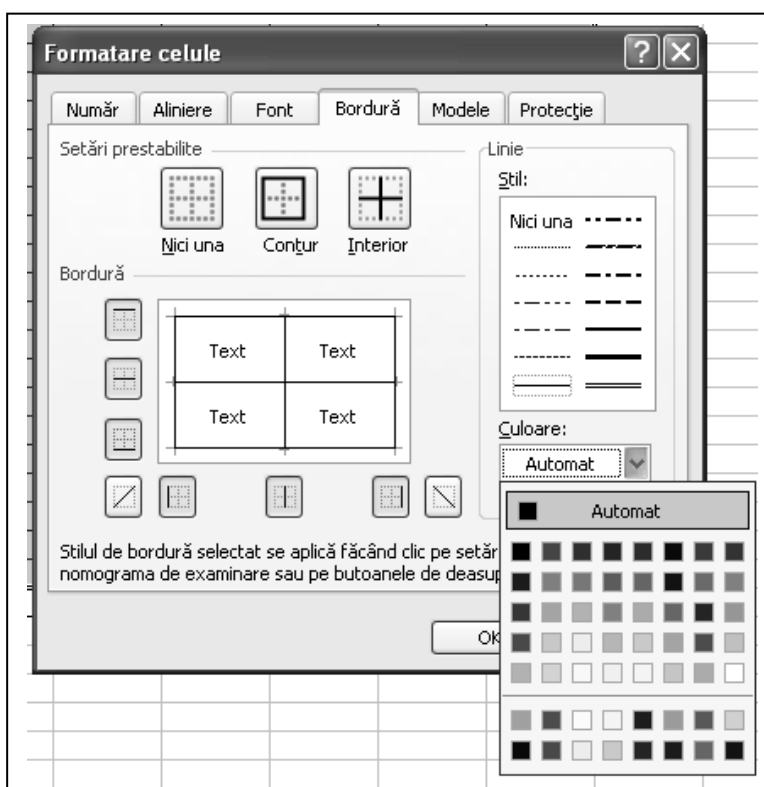 Formatare celule
Număr Aliniere Font Bordură Modele Protecţie
Setări prestabilite
Nici una Contur Interior
Linie
Stil:
Nici una
Bordură
Text Text
Text Text
Culoare:
Automat
Automat
Stilul de bordură selectat se aplică făcând clic pe setăr
nomograma de examinare sau pe butoanele de deasup
OK